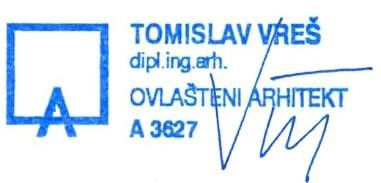 TOMISLAV VREŠ
dipl.ing.arh.
OVLAŠTENI ARHITEKT
A 3627
A